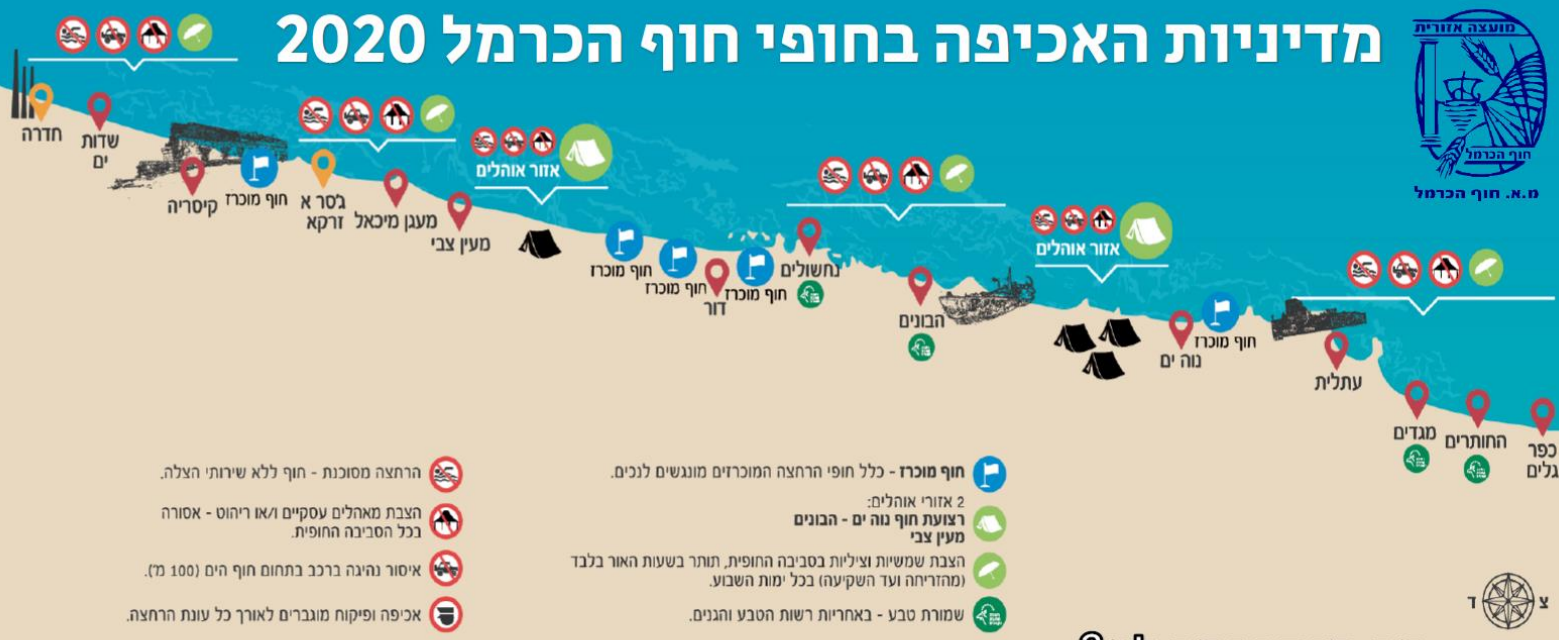 מדיניות האכיפה בחופי חוף הכרמל 2020
מועצה אזורית
חוף הכרמל
מ.א. חוף הכרמל
חדרה
שדות
ים
קיסריה
חוף מוכרז
ג'סר א
זרקא
מעגן מיכאל
מעין צבי
אזור אוהלים
חוף מוכרז
חוף מוכרז
דור
חוף מוכרז
נחשולים
הבונים
אזור אוהלים
נוה ים
חוף מוכרז
עתלית
מגדים
החותרים
כפר
גלים
חוף מוכרז - כלל חופי הרחצה המוכרזים מונגשים לנכים.
2 אזורי אוהלים:
רצועת חוף נוה ים - הבונים
מעין צבי
הצבת שמשיות וציליות בסביבה החופית, תותר בשעות האור בלבד
(מהזריחה ועד השקיעה) בכל ימות השבוע.
שמורת טבע - באחריות רשות הטבע והגנים.
הרחצה מסוכנת - חוף ללא שירותי הצלה.
הצבת מאהלים עסקיים ו/או ריהוט - אסורה
בכל הסביבה החופית.
איסור נהיגה ברכב בתחום חוף הים (100 מ').
אכיפה ופיקוח מוגברים לאורך כל עונת הרחצה.
צ
ד